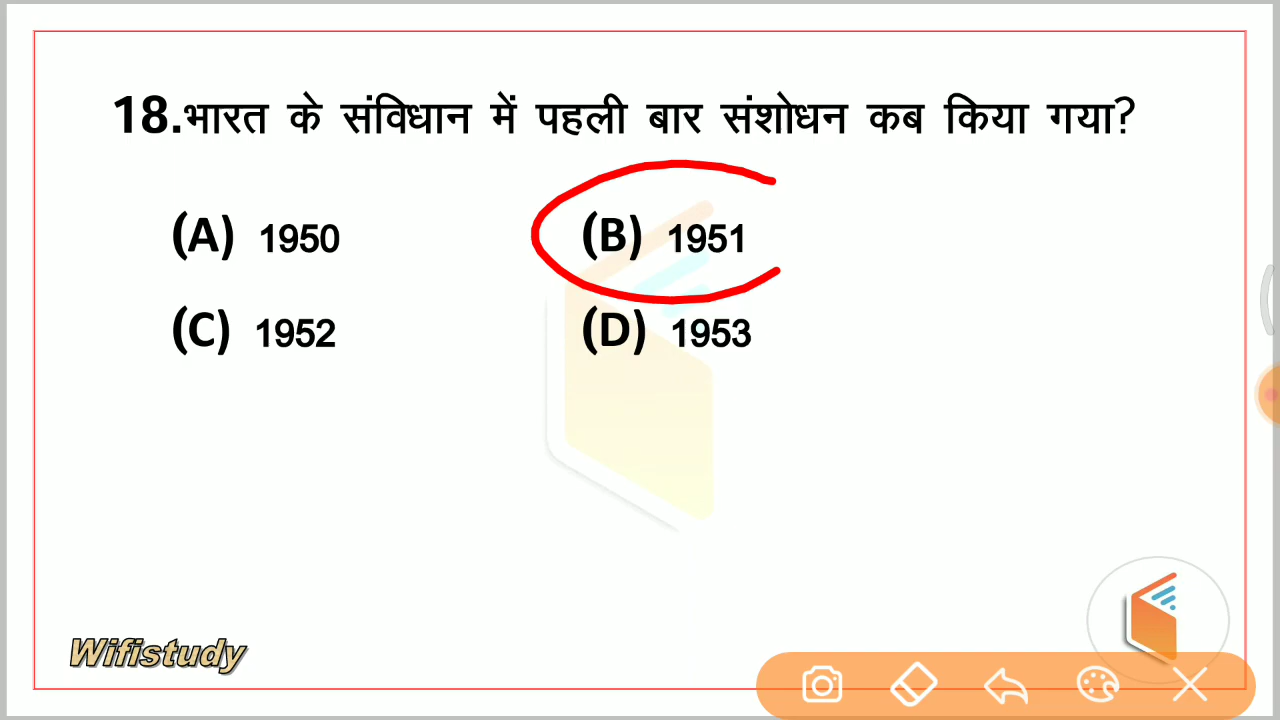 18.भारत के संविधान में पहली बार संशोधन कब किया गया?
(A) 1950 (B) 1951
(C) 1952 (D) 1953
Wifistudy